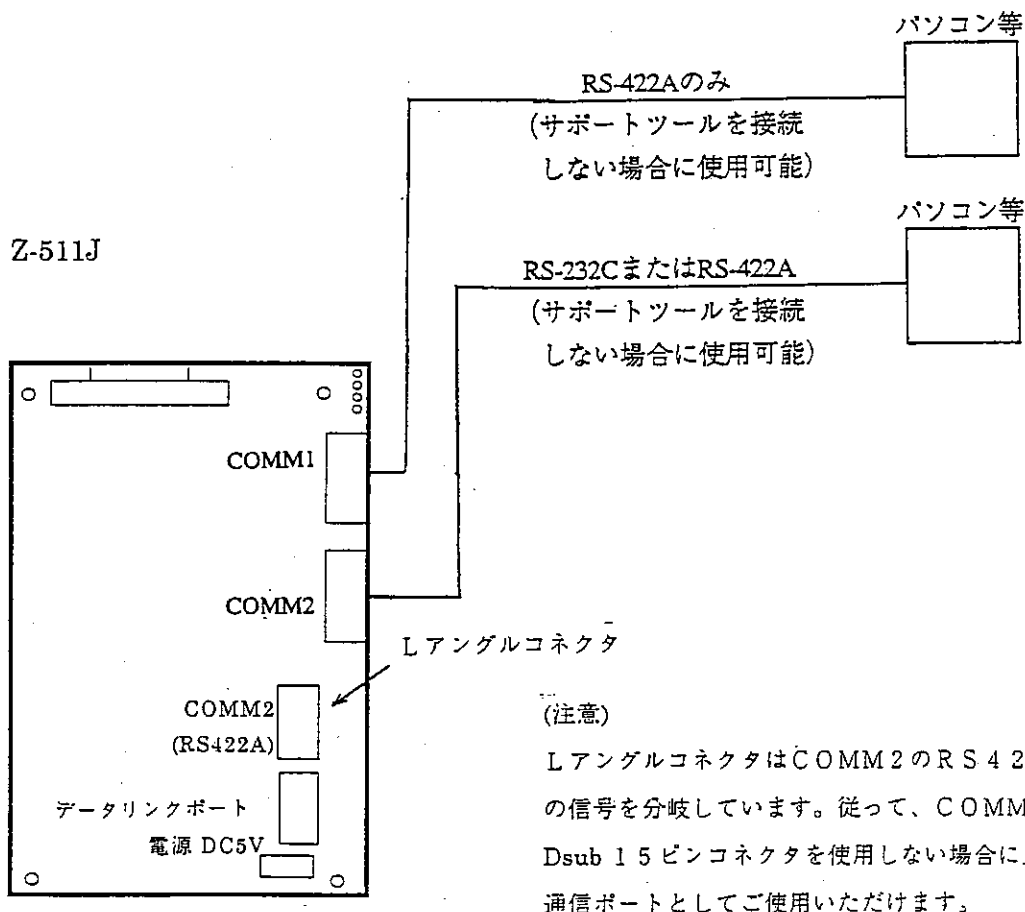 パソコン等
RS-422Aのみ
(サポートツールを接続
しない場合に使用可能)
パソコン等
Z-511J
RS-232CまたはRS-422A
(サポートツールを接続
しない場合に使用可能)
COMM1
COMM2
Lアングルコネクタ
COMM2
(RS422A)
データリンクポート
電源 DC5V
(注意)
LアングルコネクタはCOMM2のRS42
の信号を分岐しています。従って、COMM
Dsub 15ピンコネクタを使用しない場合に
通信ポートとしてご使用いただけます。